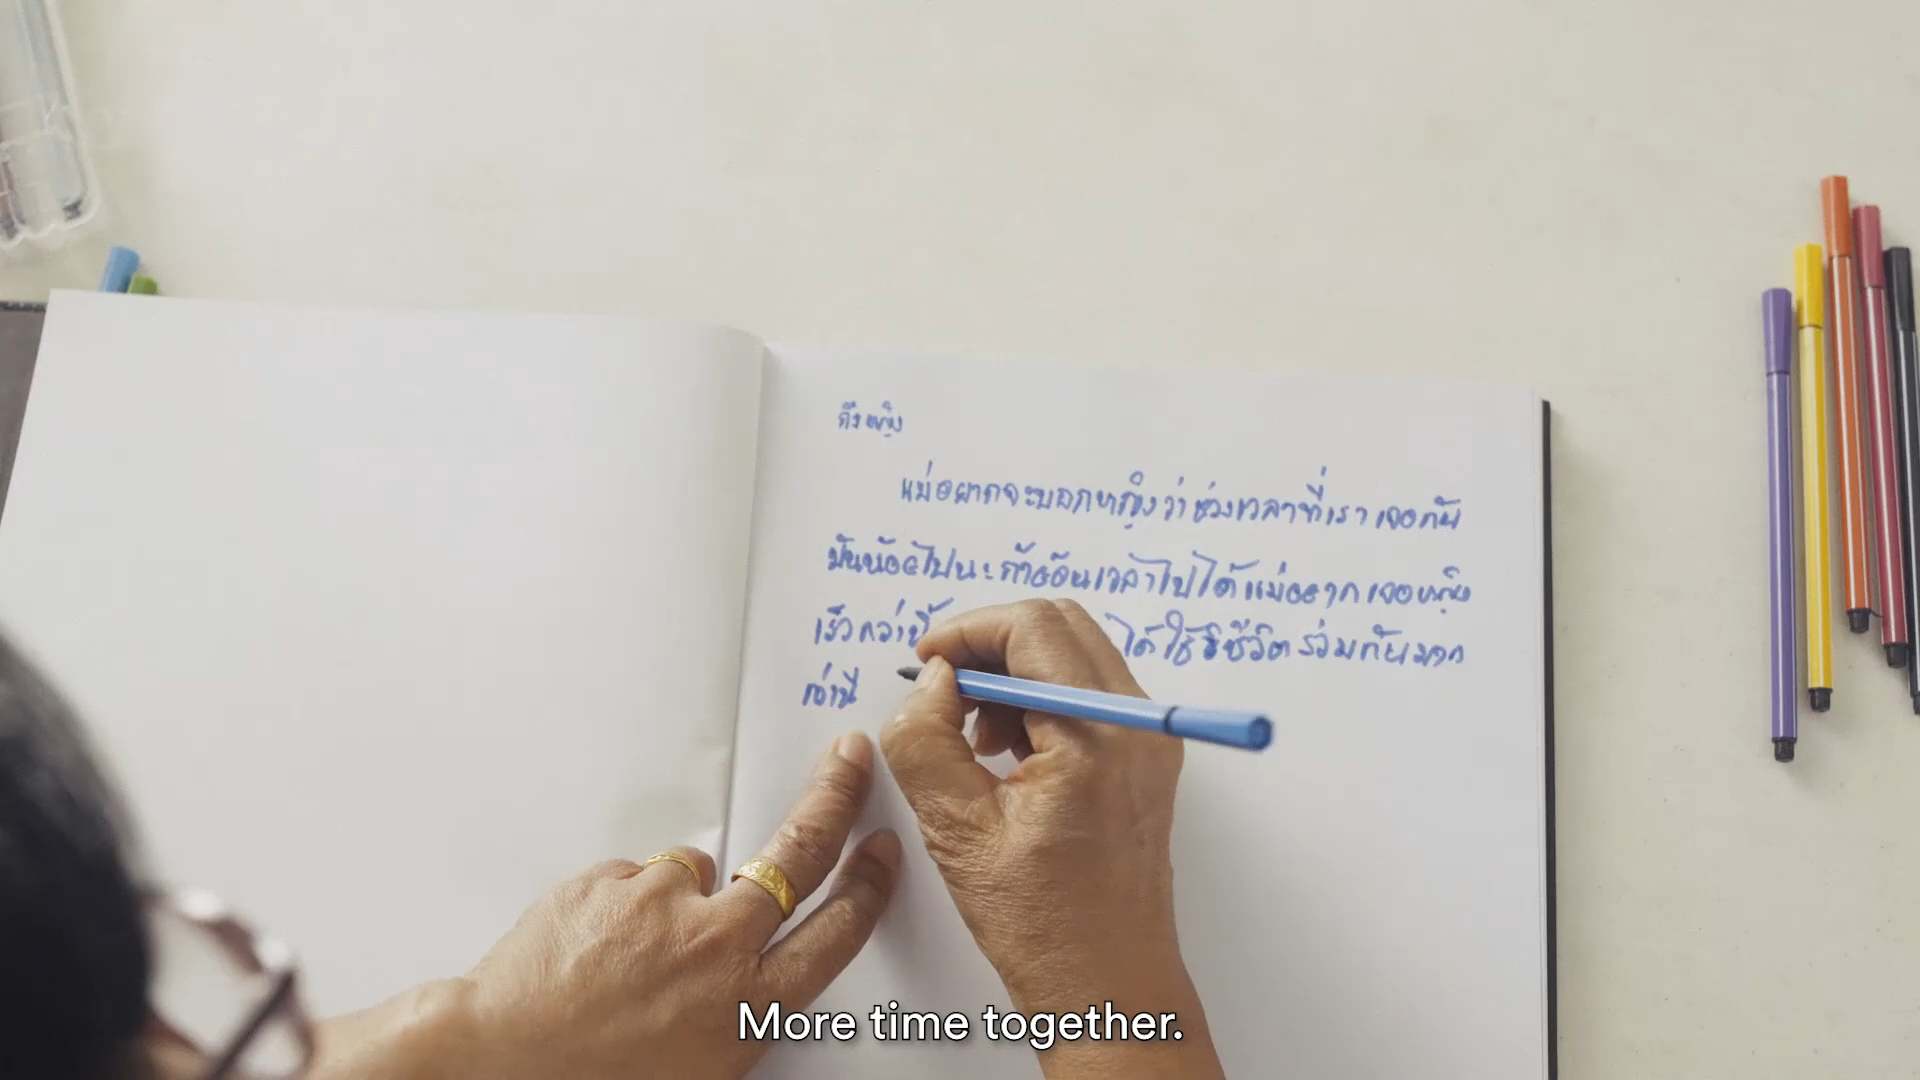 ถึงหญิง
แม่อยากจะบอกหญิงว่าช่วงเวลาที่เราเจอกัน
มันน้อยไปนะถ้าย้อนเวลาไปได้แม่อยากเจอหญิง
เร็วกว่านี้ ได้ใช้ชีวิตร่วมกันมาก
กว่านี้
More time together.